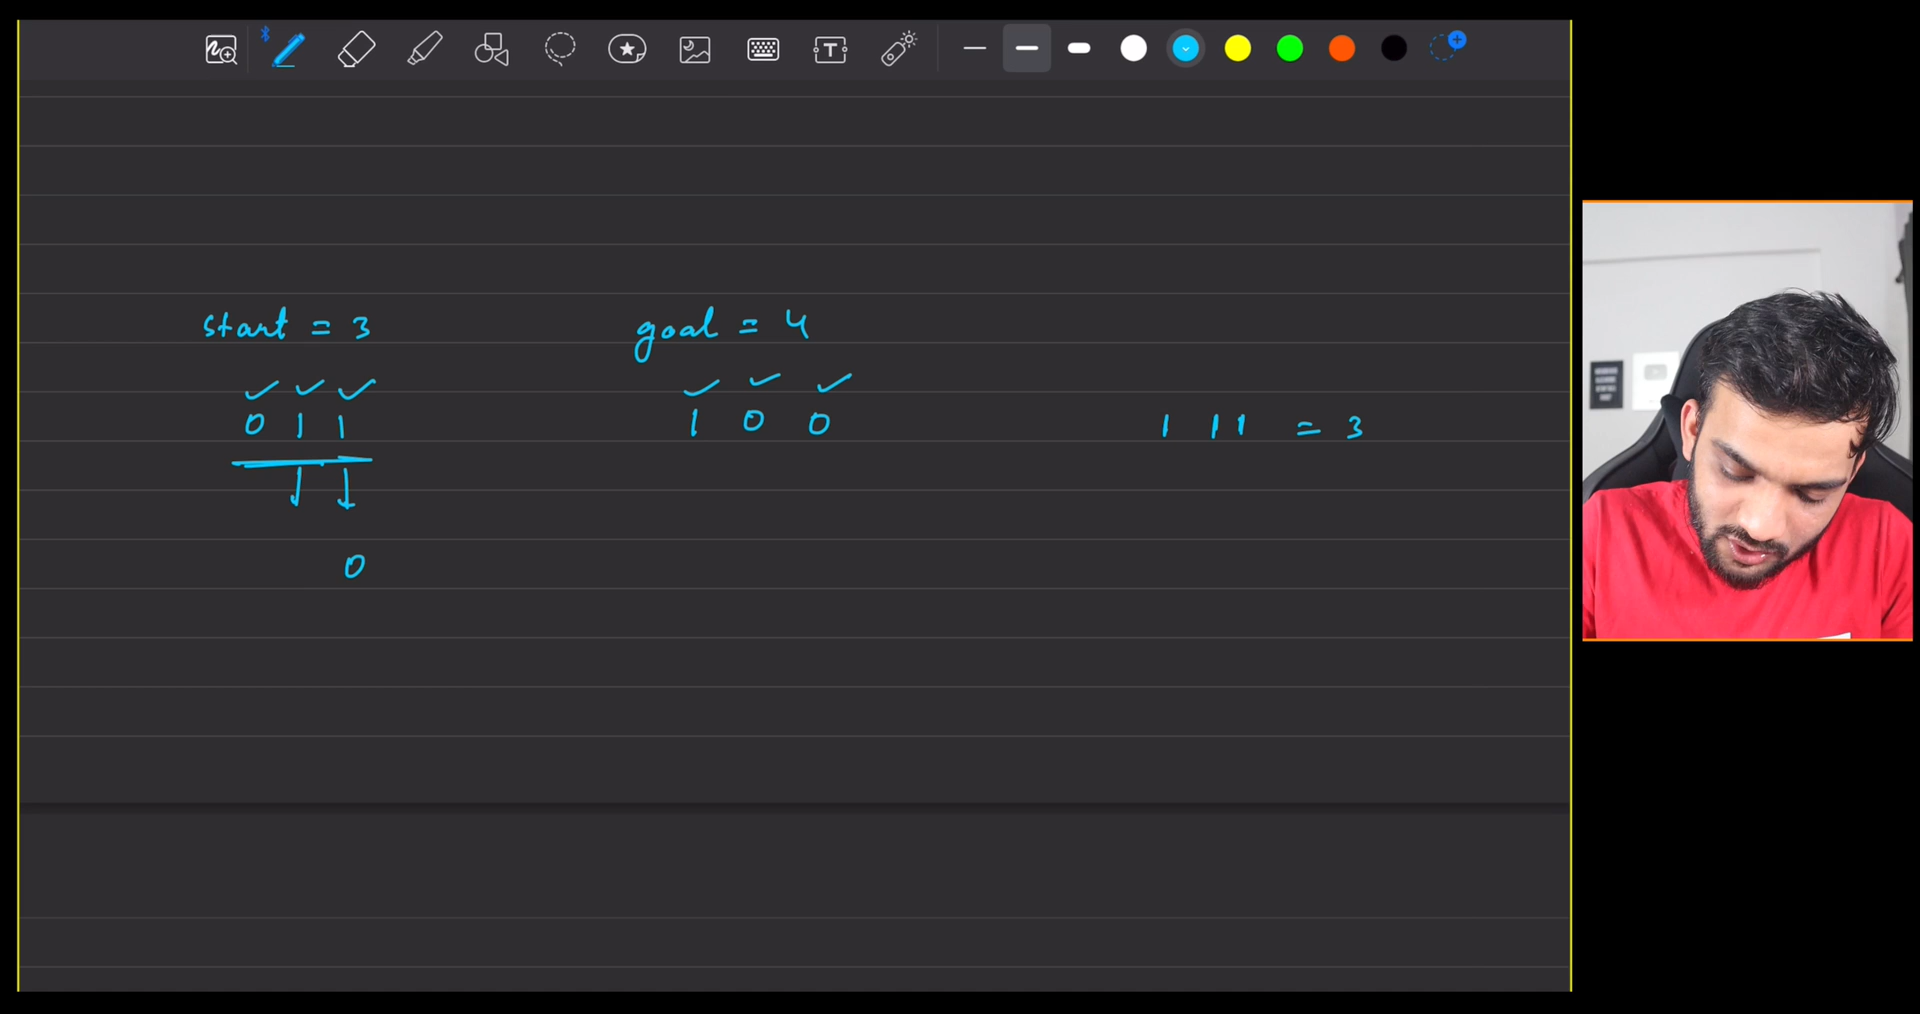 start = 3
goal = 4
0 1 1
1 0 0
1 1 1 = 3
0
T